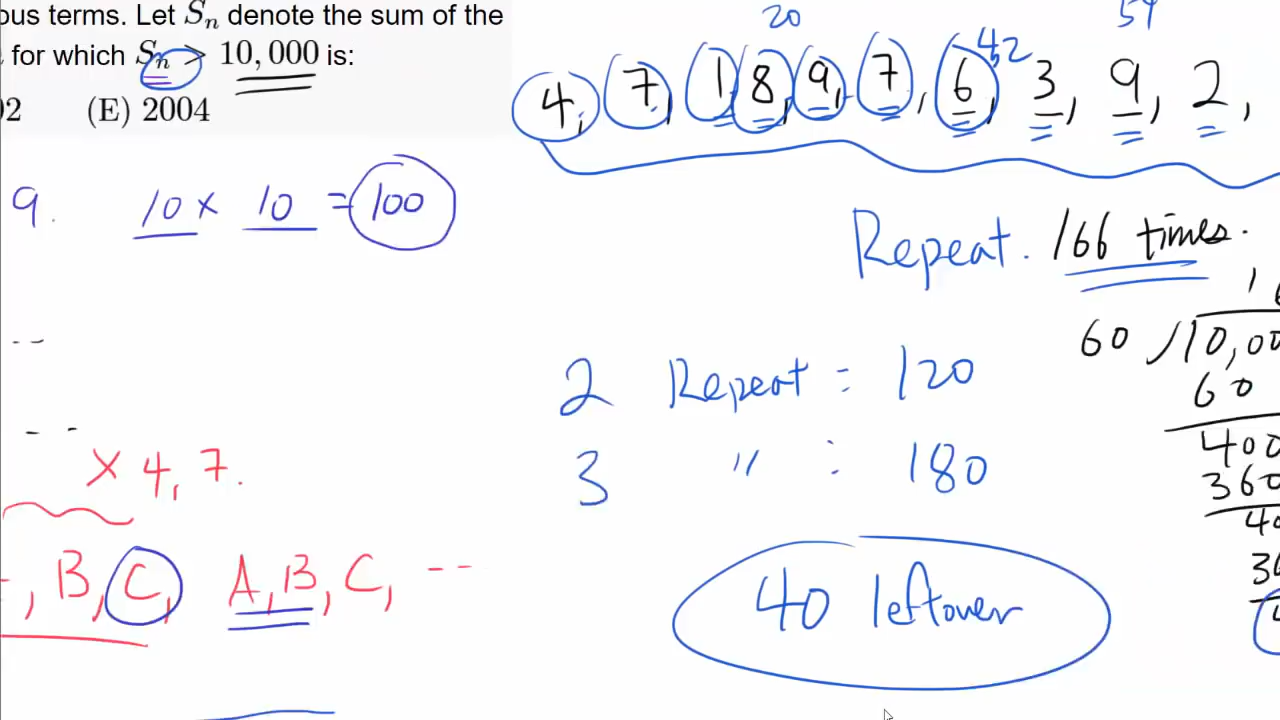 ous terms. Let Sn denote the sum of the
for which Sn > 10,000 is:
02 (E) 2004
20 42 54
4, 7, 1 8, 9, 7, 6, 3, 9, 2,
9. 10 × 10 = 100
Repeat. 166 times.
60 10,00
60
400
360
40
36
2 Repeat = 120
3 〃 : 180
× 4, 7.
, B, C, A, B, C, --
40 leftover